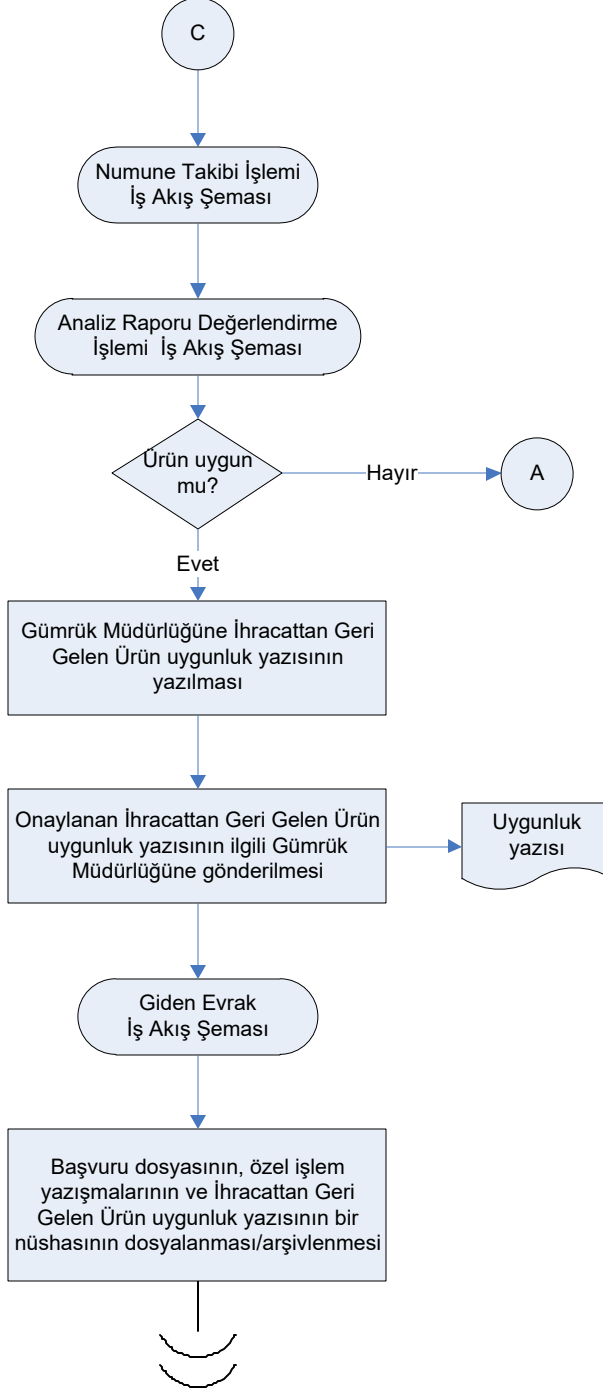 C
Numune Takibi İşlemi
İş Akış Şeması
Analiz Raporu Değerlendirme
İşlemi  İş Akış Şeması
Ürün uygun
mu?
Hayır
A
Evet
Gümrük Müdürlüğüne İhracattan Geri
Gelen Ürün uygunluk yazısının
yazılması
Onaylanan İhracattan Geri Gelen Ürün
uygunluk yazısının ilgili Gümrük
Müdürlüğüne gönderilmesi
Uygunluk
yazısı
Giden Evrak
İş Akış Şeması
Başvuru dosyasının, özel işlem
yazışmalarının ve İhracattan Geri
Gelen Ürün uygunluk yazısının bir
nüshasının dosyalanması/arşivlenmesi